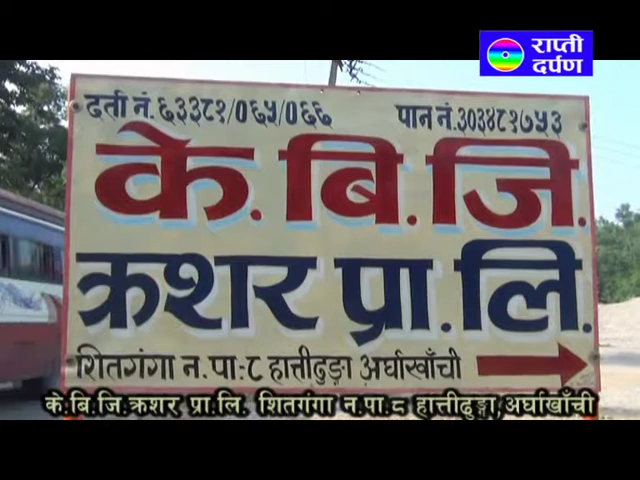 राप्ती
दर्पण
दर्ता नं.६३३८१/०६५/०६६ पान नं.३०३४८१७५३
के.बि.जि.
क्रशर प्रा.लि.
शितगंगा न.पा:८ हात्तीढुङ्गा अर्घाखाँची
के.बि.जि.क्रशर प्रा.लि. शितगंगा न.पा.८ हात्तीढुङ्गा,अर्घाखाँची